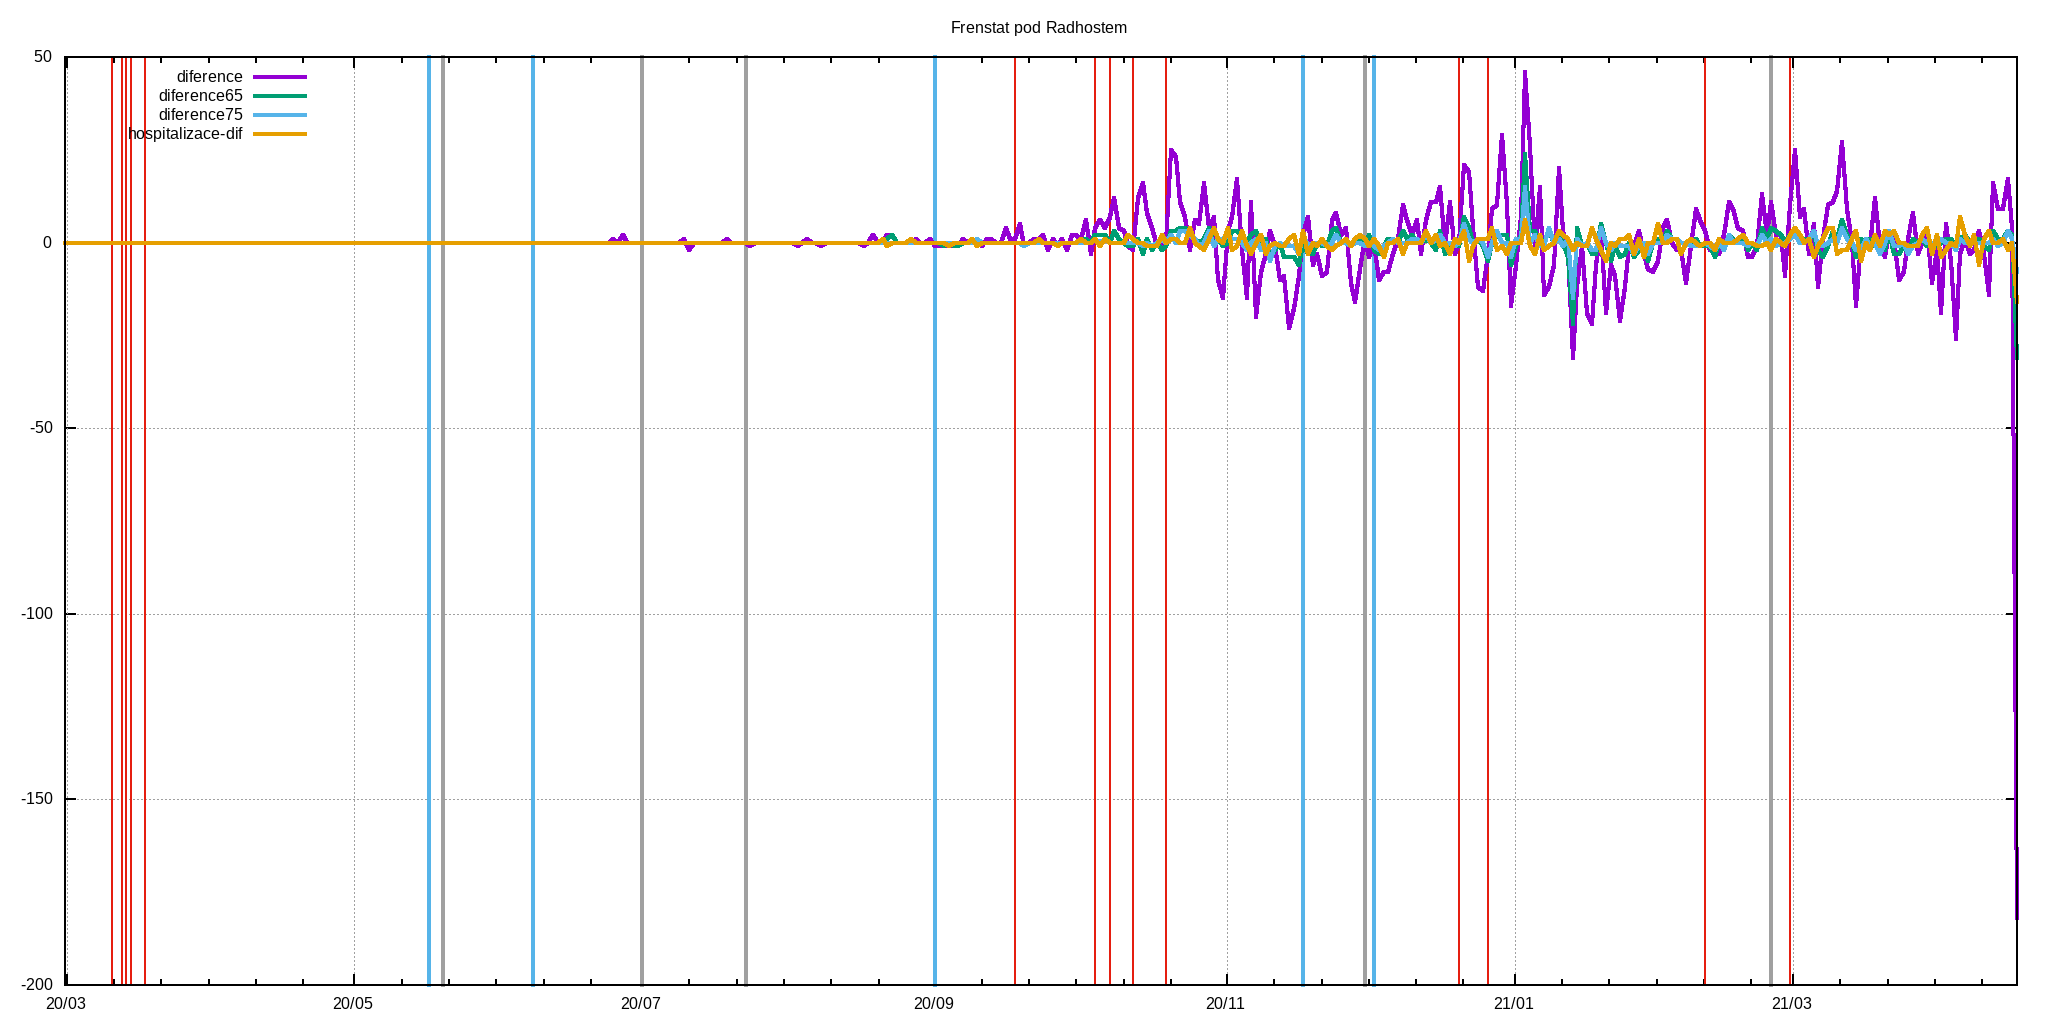 Frenstat pod Radhostem
50
diference
diference65
diference75
hospitalizace-dif
0
-50
-100
-150
-200
20/03 20/05 20/07 20/09 20/11 21/01 21/03